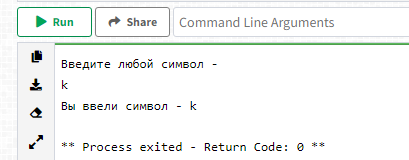 Run Share Command Line Arguments
Введите любой символ -
k
Вы ввели символ - k
** Process exited - Return Code: 0 **